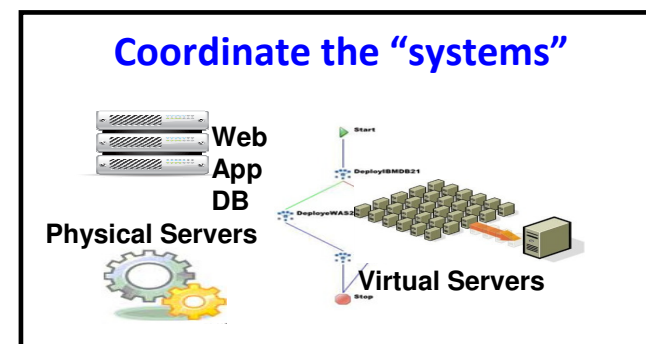 Coordinate the “systems”
Web
App
DB
Physical Servers
Start
DeployIBMDB21
DeployeWAS2
Virtual Servers
Stop